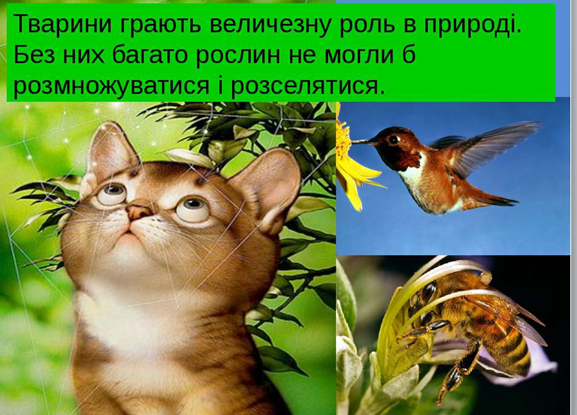 Тварини грають величезну роль в природі.
Без них багато рослин не могли б
розмножуватися і розселятися.